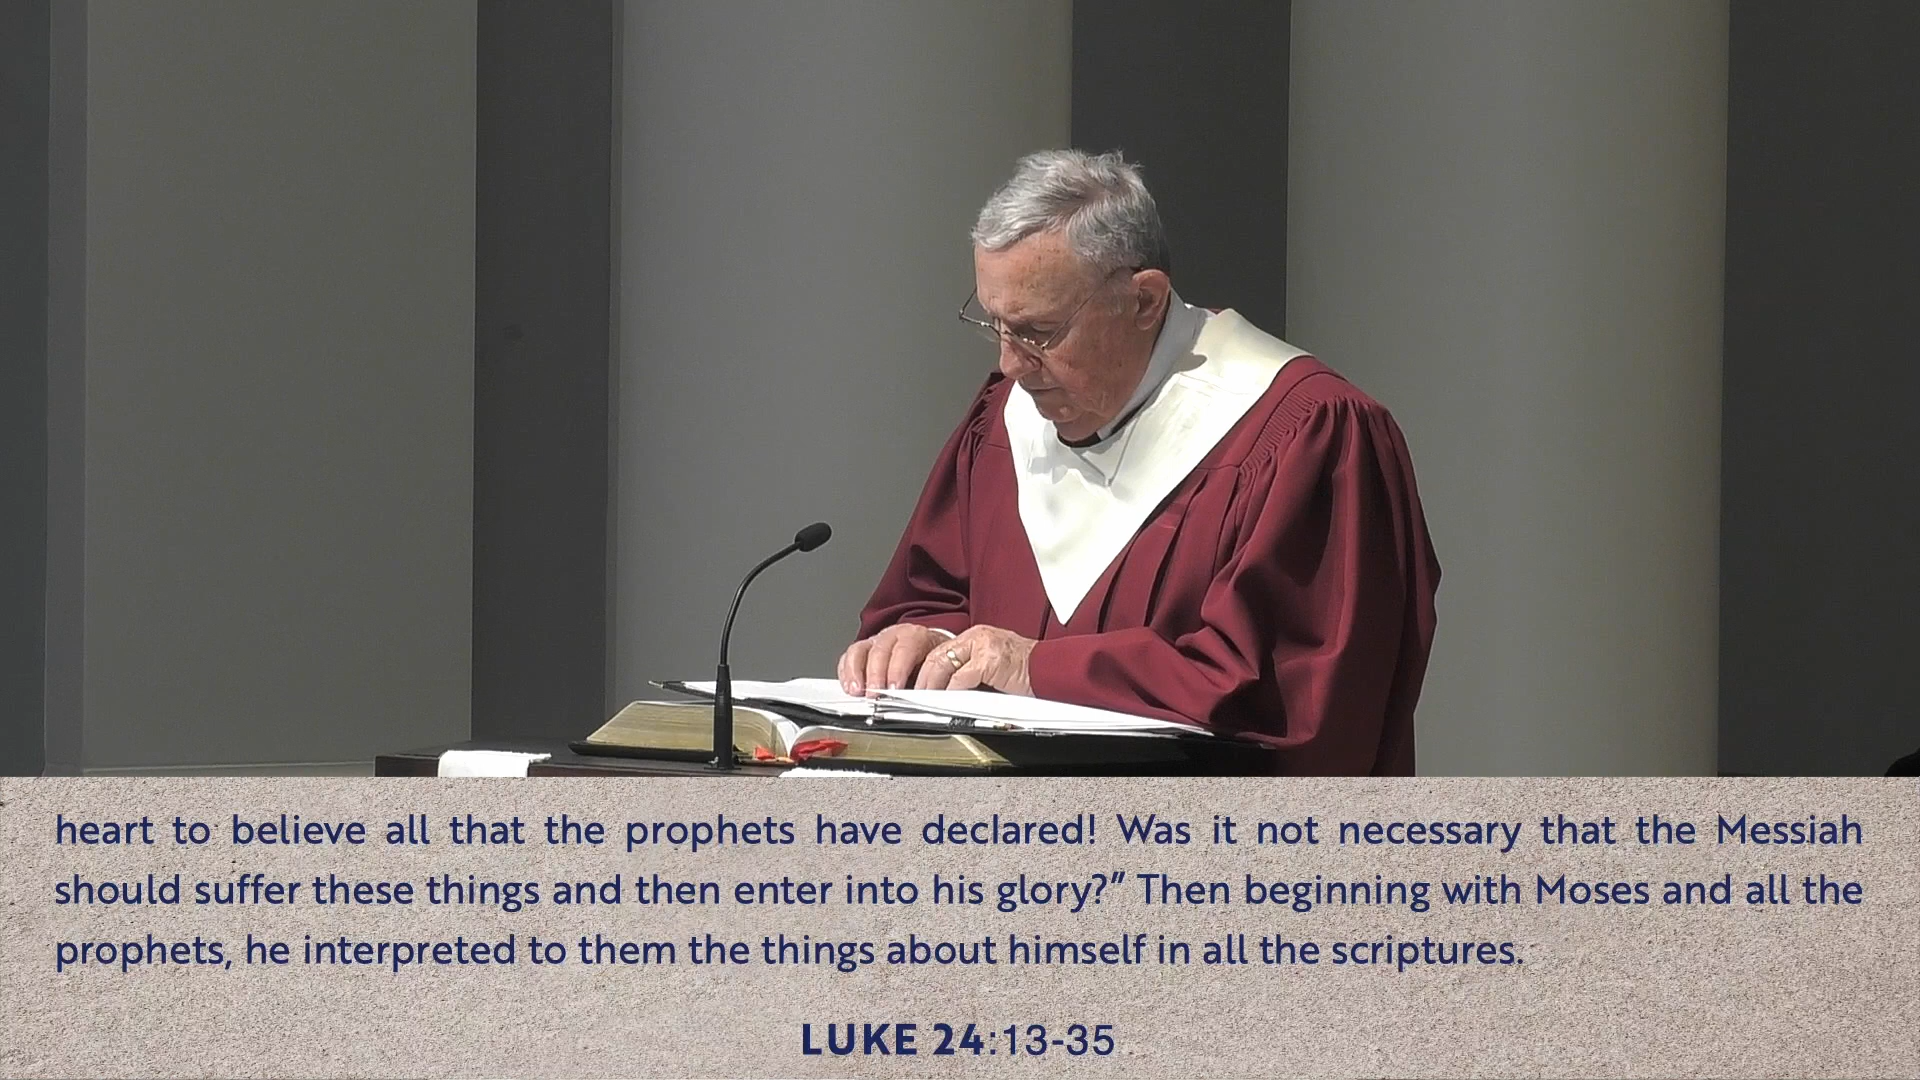 heart to believe all that the prophets have declared! Was it not necessary that the Messiah
should suffer these things and then enter into his glory?” Then beginning with Moses and all the
prophets, he interpreted to them the things about himself in all the scriptures.
LUKE 24:13-35